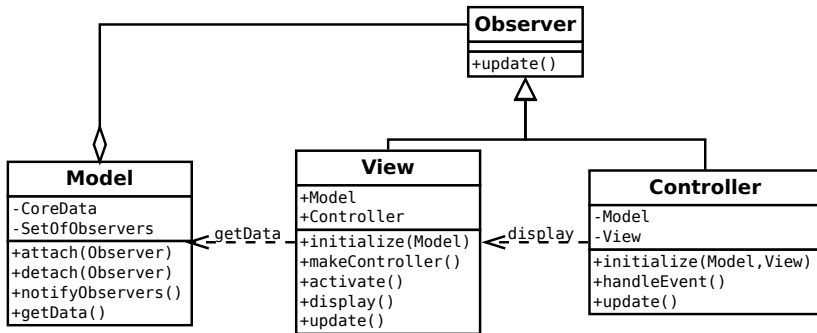 Observer
+update()
Model
-CoreData
-SetOfObservers
+attach(Observer)
+detach(Observer)
+notifyObservers()
+getData()
getData
View
+Model
+Controller
+initialize(Model)
+makeController()
+activate()
+display()
+update()
display
Controller
-Model
-View
+initialize(Model,View)
+handleEvent()
+update()